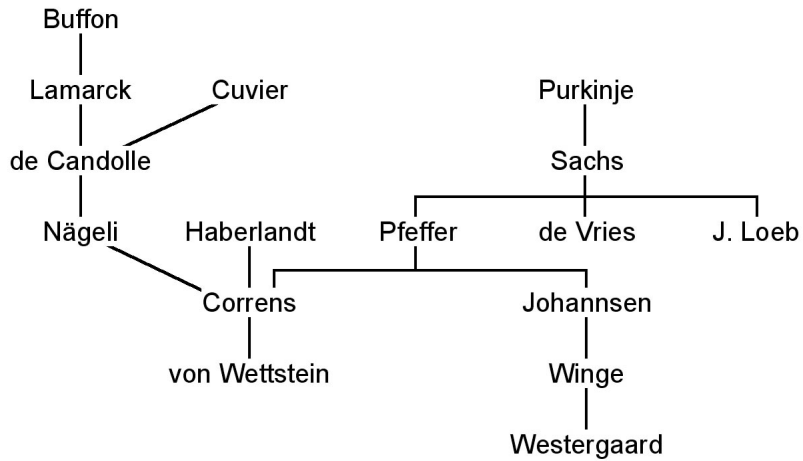 Buffon
Lamarck Cuvier Purkinje
de Candolle Sachs
Nägeli Haberlandt Pfeffer de Vries J. Loeb
Correns Johannsen
von Wettstein Winge
Westergaard